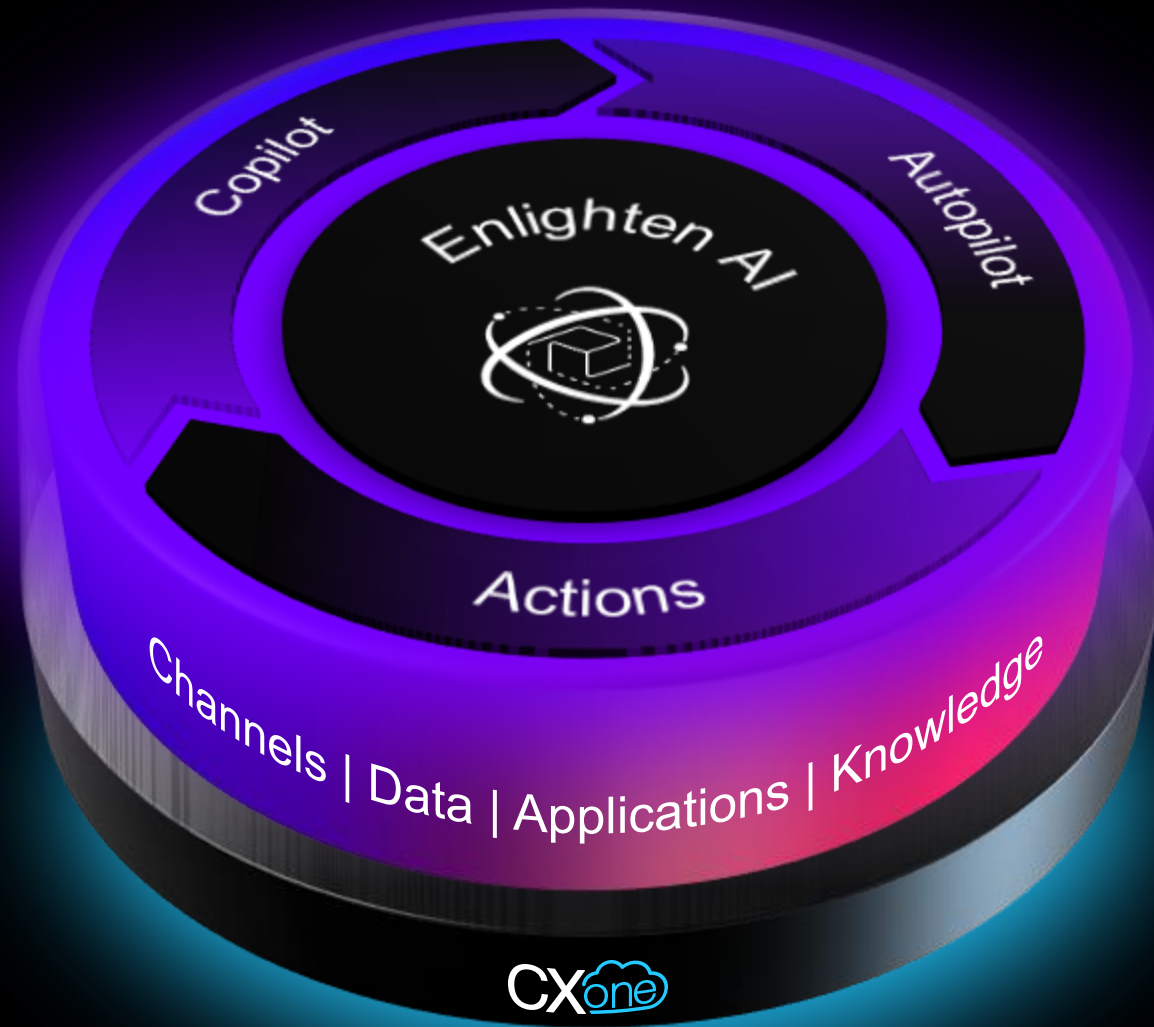 Copilot
Autopilot
Enlighten AI
Actions
Channels | Data | Applications | Knowledge
CXone